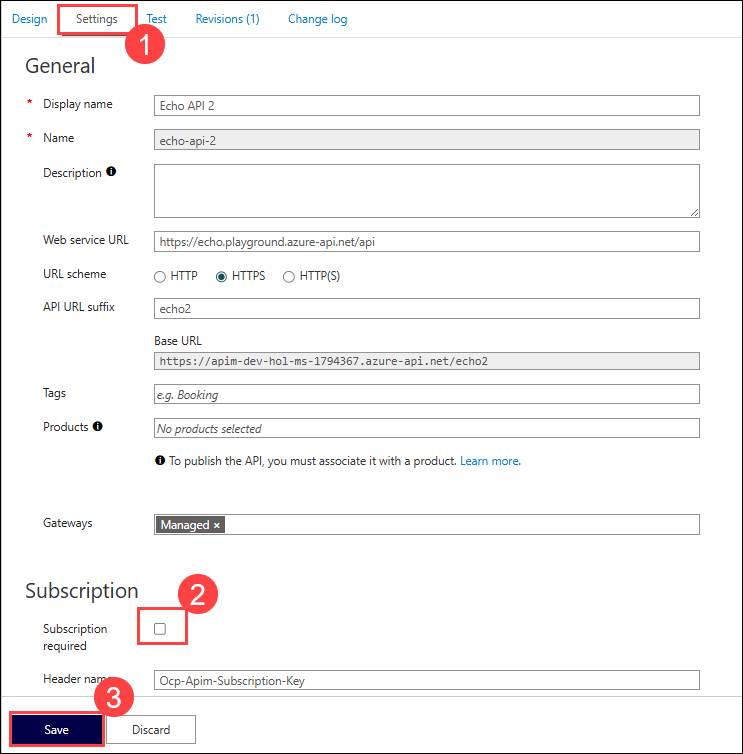 Design Settings Test Revisions (1) Change log
1
General
* Display name Echo API 2
* Name echo-api-2
Description
Web service URL https://echo.playground.azure-api.net/api
URL scheme HTTP HTTPS HTTP(S)
API URL suffix echo2
Base URL
https://apim-dev-hol-ms-1794367.azure-api.net/echo2
Tags e.g. Booking
Products No products selected
To publish the API, you must associate it with a product. Learn more.
Gateways Managed ×
Subscription
2
Subscription
required
Header Ocp-Apim-Subscription-Key
3
Save Discard